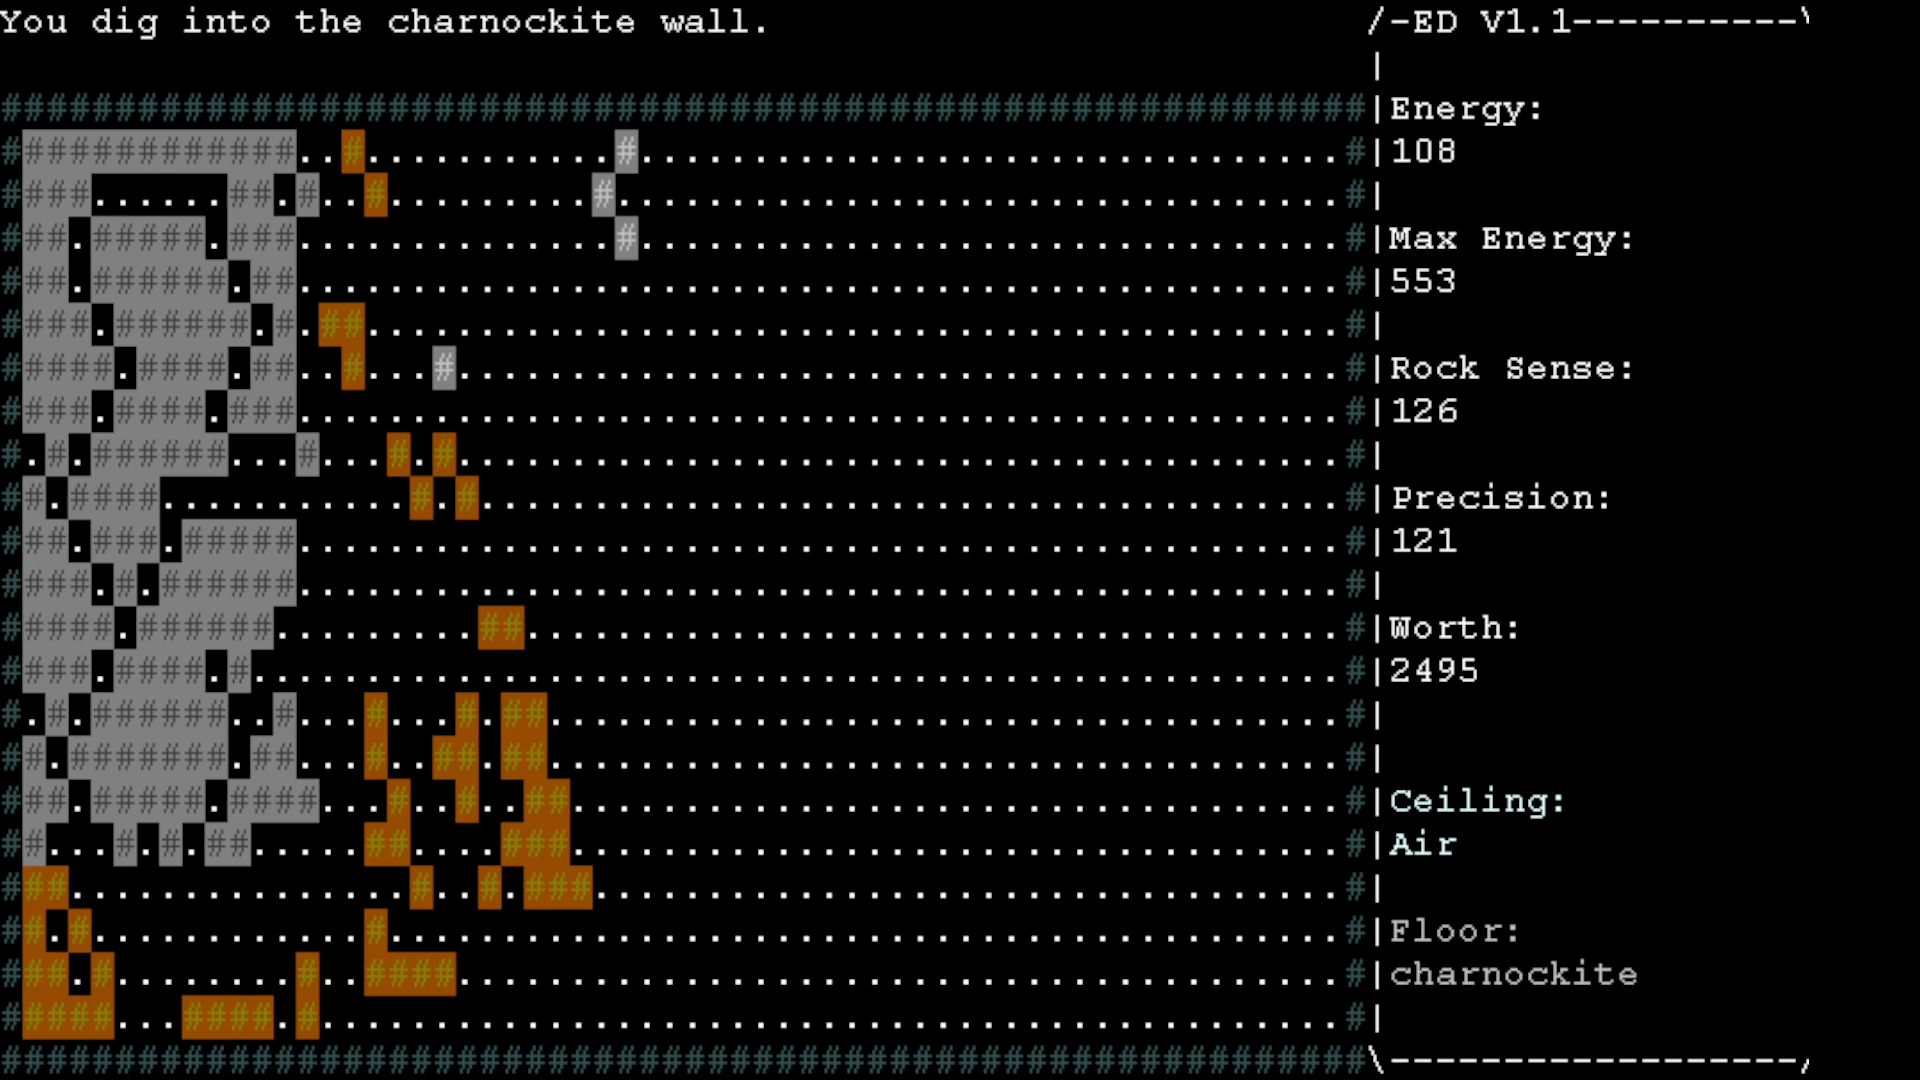 You dig into the charnockite wall.
ED V1.1
Energy:
108
Max Energy:
553
Rock Sense:
126
Precision:
121
Worth:
2495
Ceiling:
Air
Floor:
charnockite